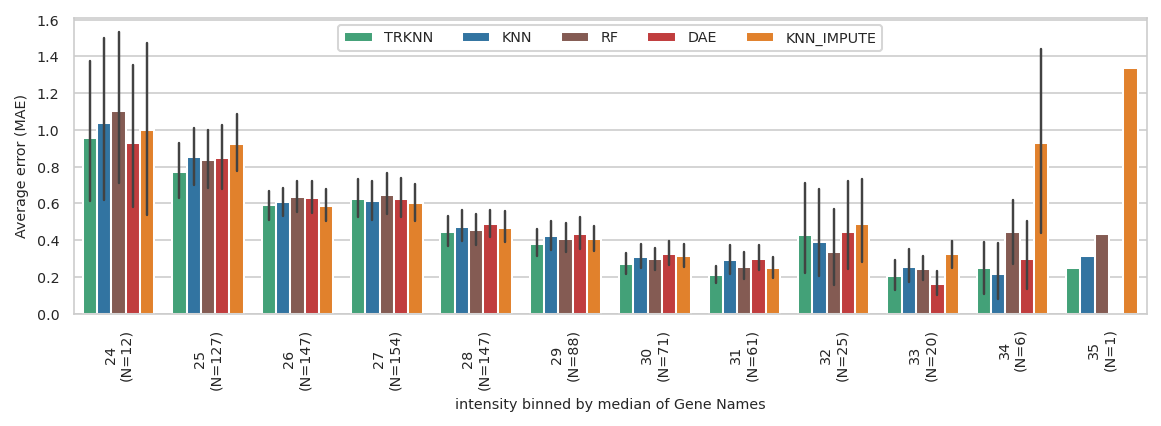 1.6
1.4
1.2
1.0
0.8
0.6
0.4
0.2
0.0
Average error (MAE)
TRKNN KNN RF DAE KNN_IMPUTE
24
(N=12)
25
(N=127)
26
(N=147)
27
(N=154)
28
(N=147)
29
(N=88)
30
(N=71)
31
(N=61)
32
(N=25)
33
(N=20)
34
(N=6)
35
(N=1)
intensity binned by median of Gene Names